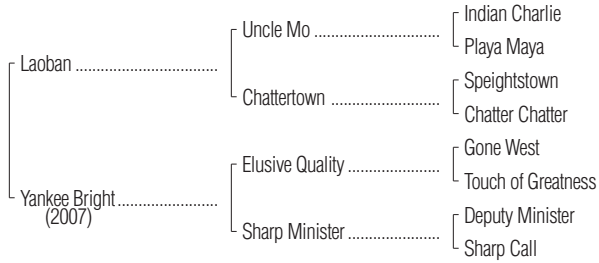 Indian Charlie
Uncle Mo ..............................
Playa Maya
Laoban ..................................
Speightstown
Chattertown ..........................
Chatter Chatter
Gone West
Elusive Quality ......................
Touch of Greatness
Yankee Bright ........................
(2007)
Deputy Minister
Sharp Minister ......................
Sharp Call